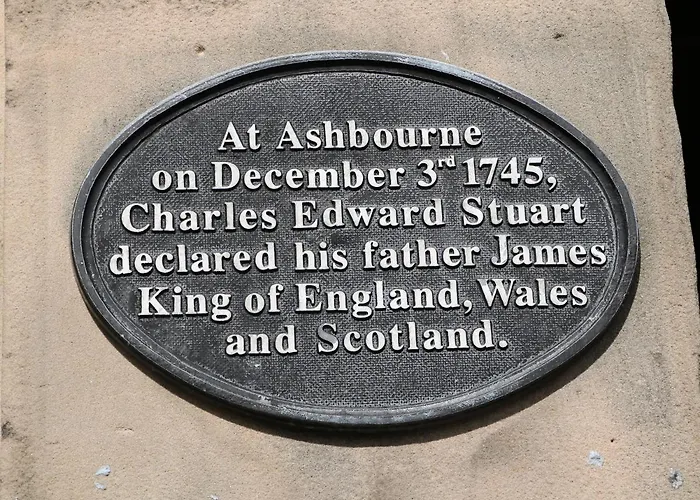 At Ashbourne
on December 3rd 1745,
Charles Edward Stuart
declared his father James
King of England, Wales
and Scotland.